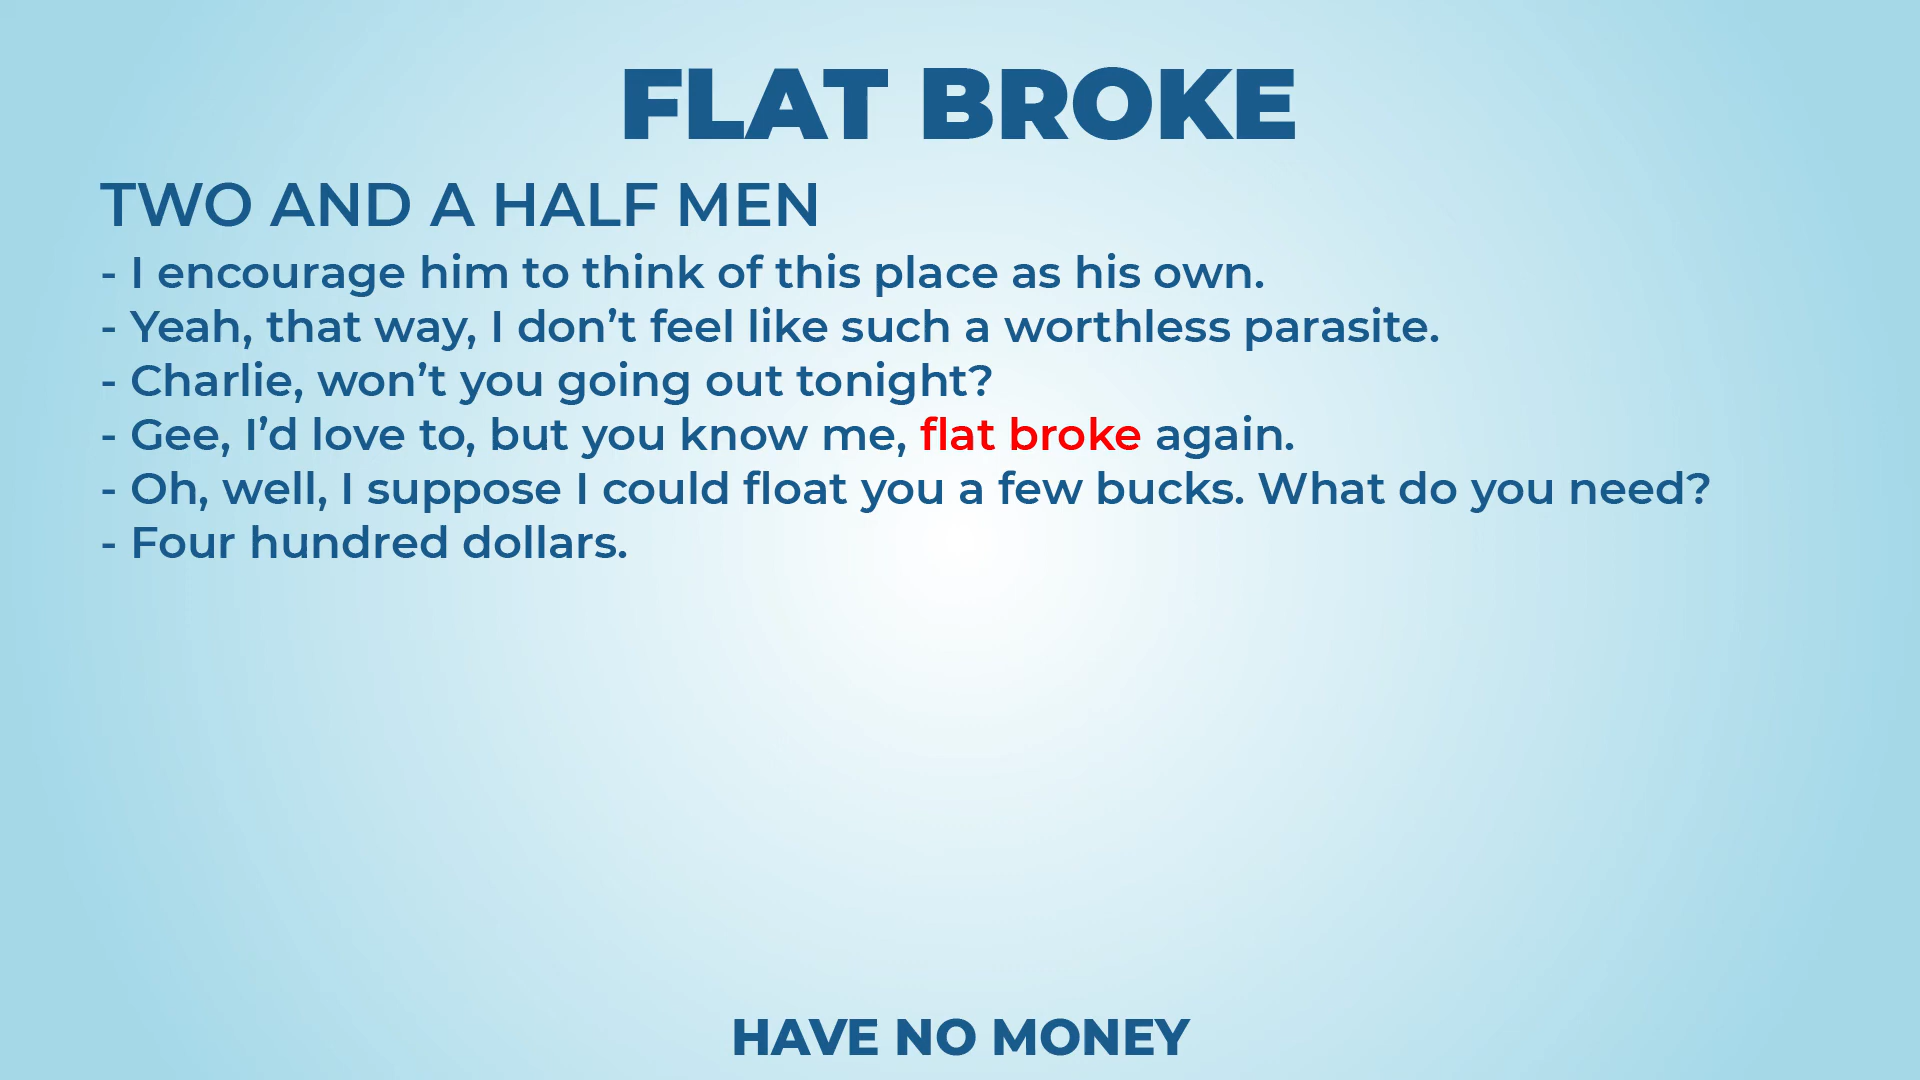 FLAT BROKE
TWO AND A HALF MEN
- I encourage him to think of this place as his own.
- Yeah, that way, I don’t feel like such a worthless parasite.
- Charlie, won’t you going out tonight?
- Gee, I’d love to, but you know me, flat broke again.
- Oh, well, I suppose I could float you a few bucks. What do you need?
- Four hundred dollars.
HAVE NO MONEY